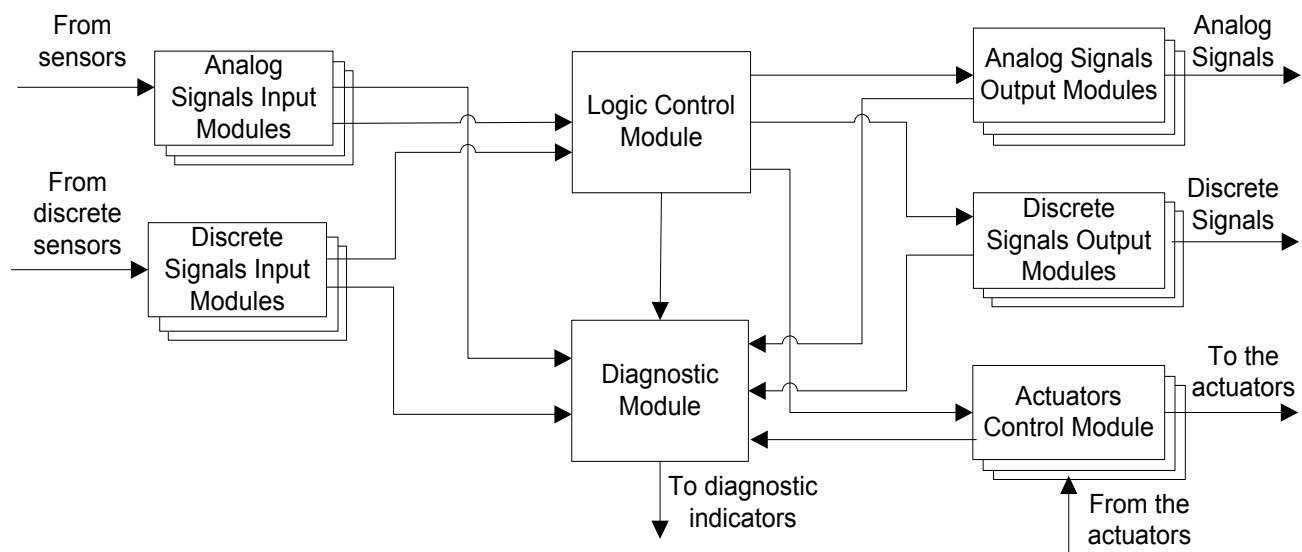 From
sensors
Analog
Signals Input
Modules
From
discrete
sensors
Discrete
Signals Input
Modules
Logic Control
Module
Diagnostic
Module
To diagnostic
indicators
Analog Signals
Output Modules
Analog
Signals
Discrete
Signals Output
Modules
Discrete
Signals
Actuators
Control Module
To the
actuators
From the
actuators